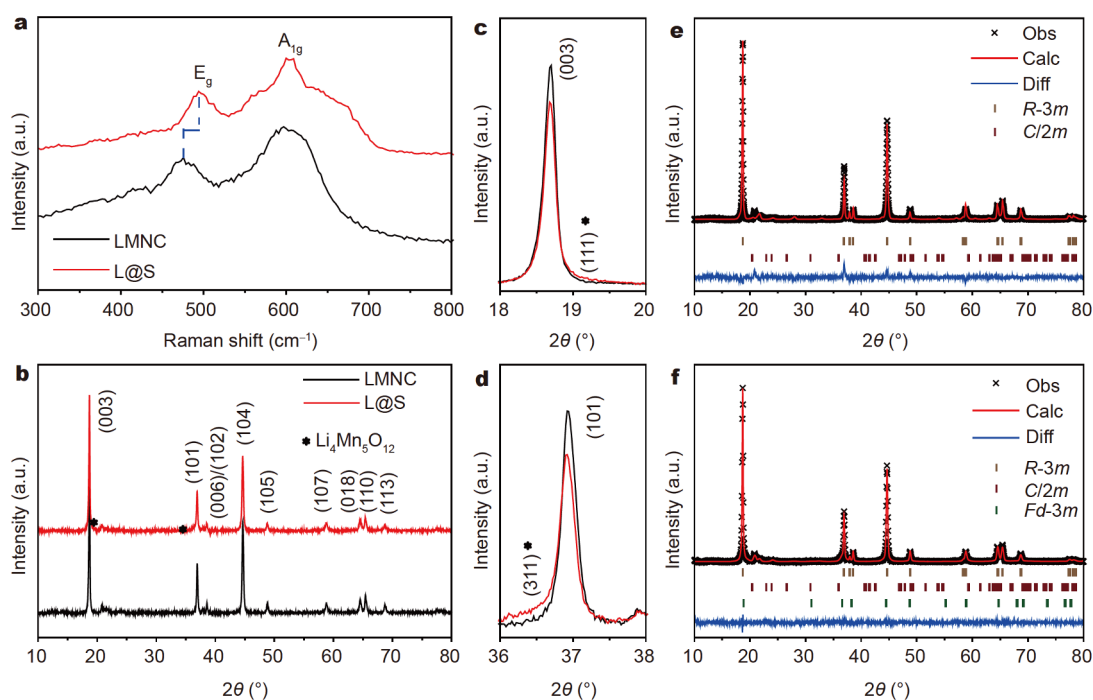 a
A1g
Eg
Intensity (a.u.)
LMNC
L@S
300 400 500 600 700 800
Raman shift (cm⁻¹)
b
LMNC
L@S
✱ Li4Mn5O12
(003)
(101)
(006)/(102)
(104)
(105)
(107)
(018)
(110)
(113)
Intensity (a.u.)
10 20 30 40 50 60 70 80
2θ (°)
c
(003)
(111) ✱
Intensity (a.u.)
18 19 20
2θ (°)
d
(101)
(311) ✱
Intensity (a.u.)
36 37 38
2θ (°)
e
× Obs
Calc
Diff
R-3m
C/2m
Intensity (a.u.)
10 20 30 40 50 60 70 80
2θ (°)
f
× Obs
Calc
Diff
R-3m
C/2m
Fd-3m
Intensity (a.u.)
10 20 30 40 50 60 70 80
2θ (°)